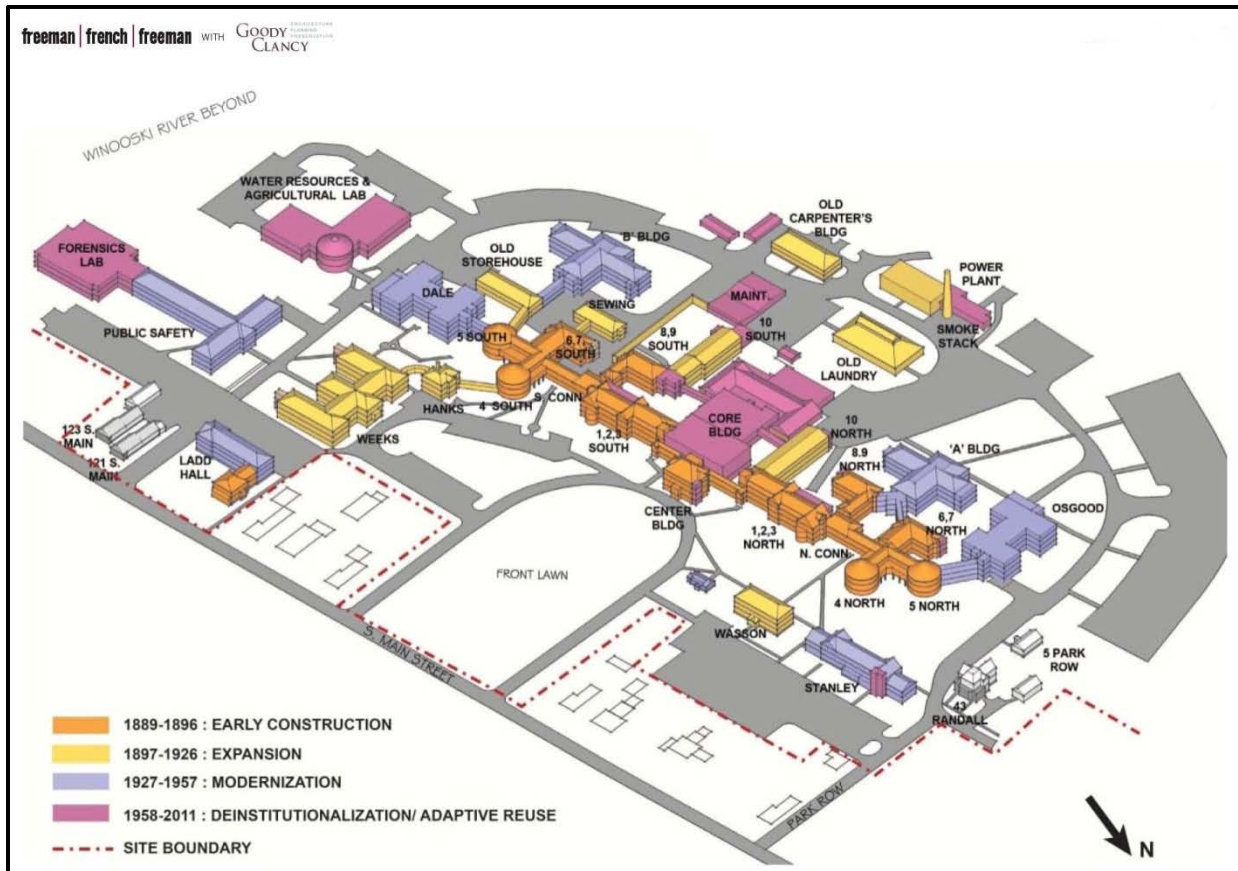 freeman | french | freeman WITH GOODY CLANCY
ARCHITECTURE
PLANNING
PRESERVATION
WINOOSKI RIVER BEYOND
WATER RESOURCES &
AGRICULTURAL LAB
FORENSICS
LAB
PUBLIC SAFETY
OLD
STOREHOUSE
'B' BLDG
OLD
CARPENTER'S
BLDG
POWER
PLANT
SMOKE
STACK
DALE
SEWING
MAINT.
5 SOUTH
6,7,
SOUTH
8,9
SOUTH
10
SOUTH
OLD
LAUNDRY
HANKS
4 SOUTH
S. CONN
WEEKS
1,2,3
SOUTH
CORE
BLDG
10
NORTH
8.9
NORTH
'A' BLDG
123 S.
MAIN
121 S.
MAIN
LADD
HALL
CENTER
BLDG
1,2,3
NORTH
N. CONN
6,7
NORTH
OSGOOD
FRONT LAWN
4 NORTH
5 NORTH
WASSON
STANLEY
5 PARK
ROW
43
RANDALL
S. MAIN STREET
PARK ROW
1889-1896 : EARLY CONSTRUCTION
1897-1926 : EXPANSION
1927-1957 : MODERNIZATION
1958-2011 : DEINSTITUTIONALIZATION/ ADAPTIVE REUSE
SITE BOUNDARY
N